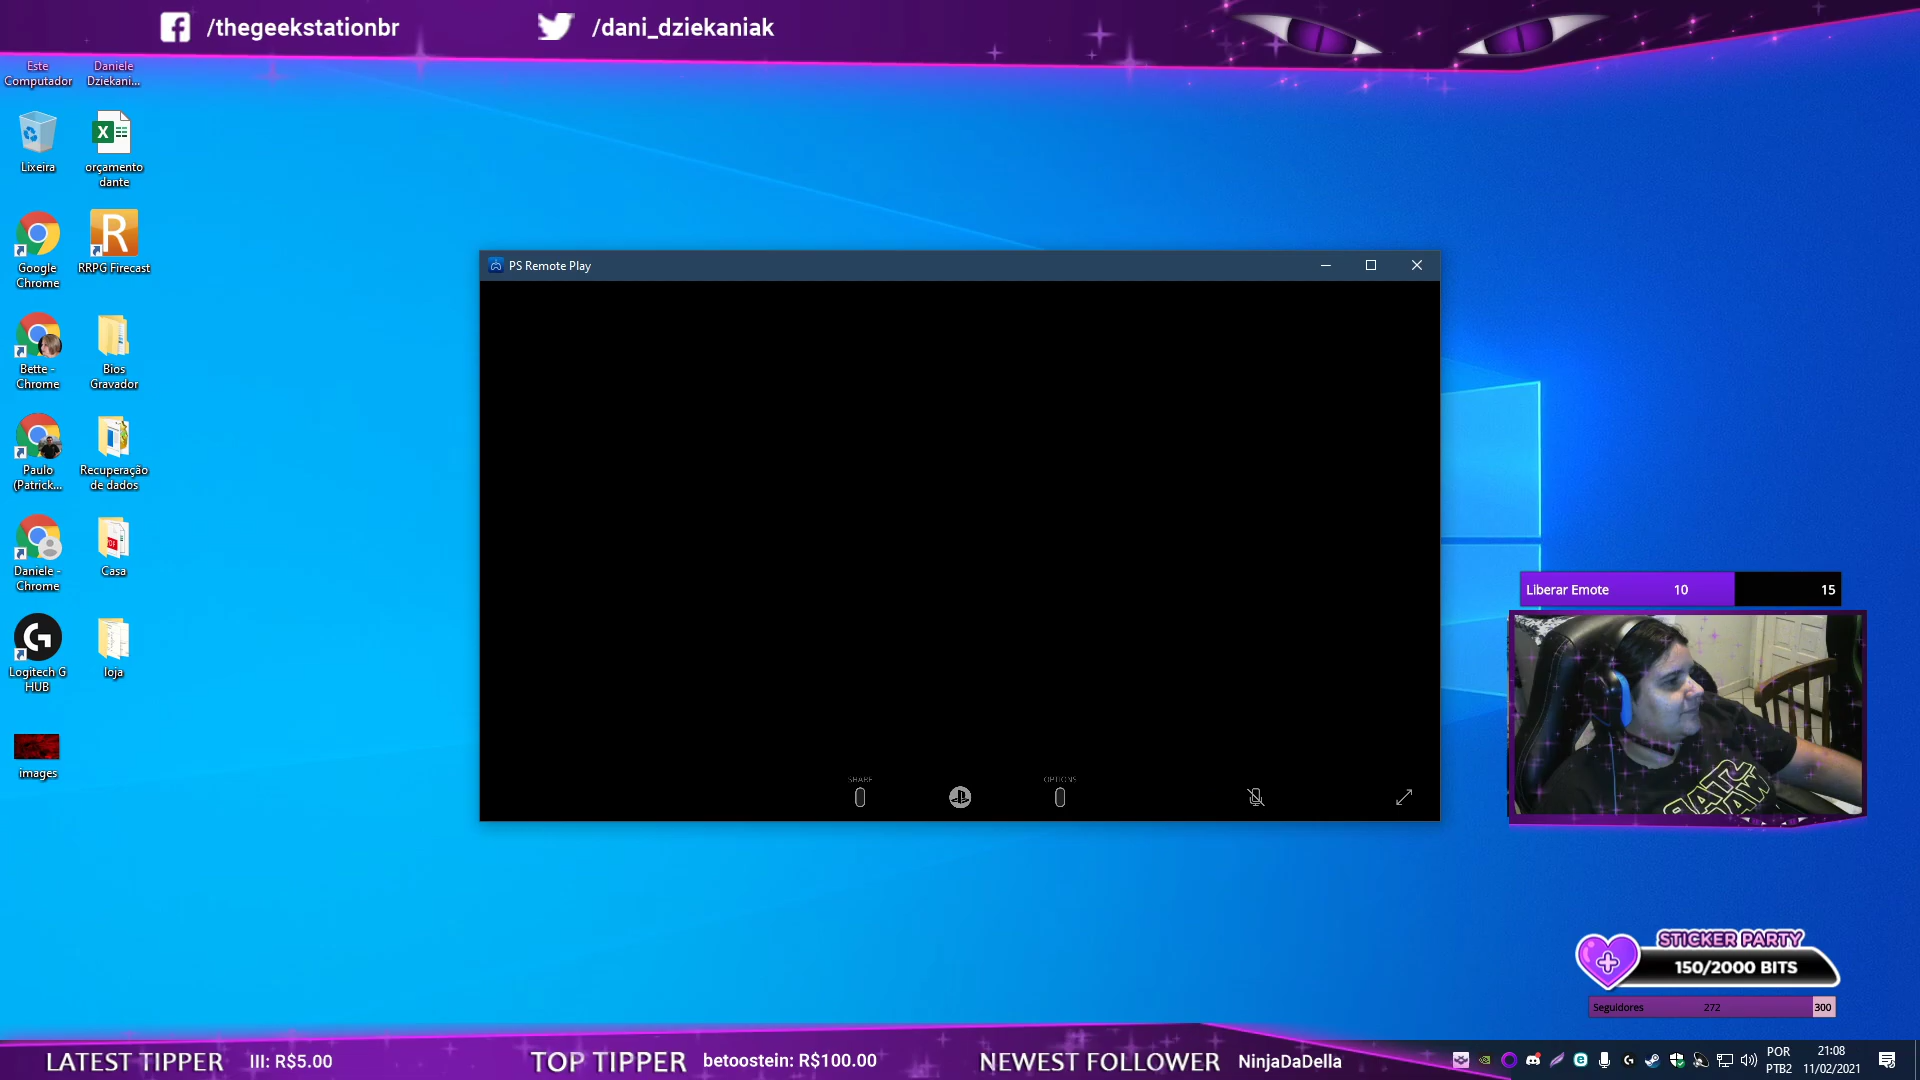 /thegeekstationbr
/dani_dziekaniak
Este
Computador
Daniele
Dziekani...
Lixeira
orçamento
dante
Google
Chrome
RRPG Firecast
Bette -
Chrome
Bios
Gravador
Paulo
(Patrick...
Recuperação
de dados
Daniele -
Chrome
Casa
Logitech G
HUB
loja
images
PS Remote Play
SHARE
OPTIONS
Liberar Emote 10 15
STICKER PARTY
150/2000 BITS
Seguidores 272 300
LATEST TIPPER III: R$5.00
TOP TIPPER betoostein: R$100.00
NEWEST FOLLOWER NinjaDaDella
POR
PTB2
21:08
11/02/2021